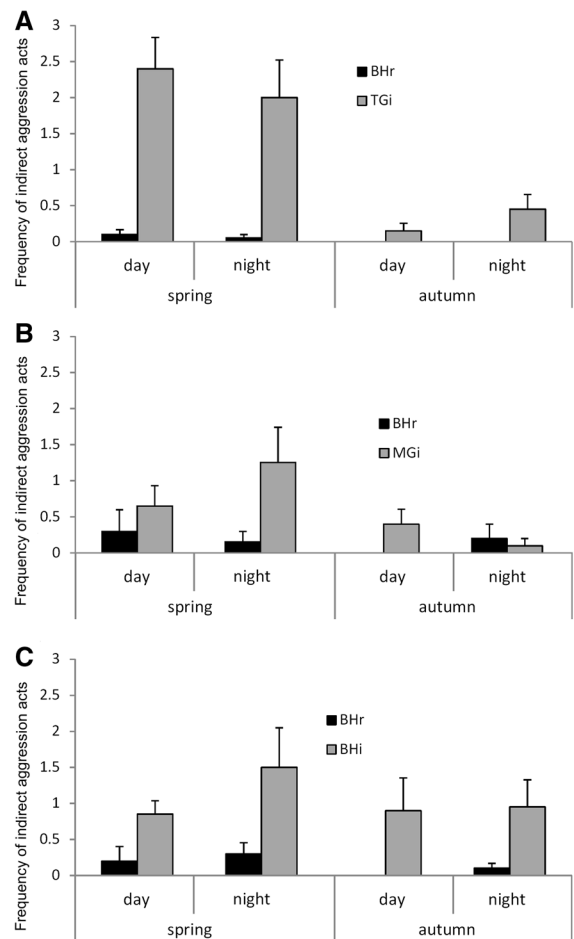 A
Frequency of indirect aggression acts
3
2.5
2
1.5
1
0.5
0
BHr
TGi
day night day night
spring autumn
B
Frequency of indirect aggression acts
3
2.5
2
1.5
1
0.5
0
BHr
MGi
day night day night
spring autumn
C
Frequency of indirect aggression acts
3
2.5
2
1.5
1
0.5
0
BHr
BHi
day night day night
spring autumn